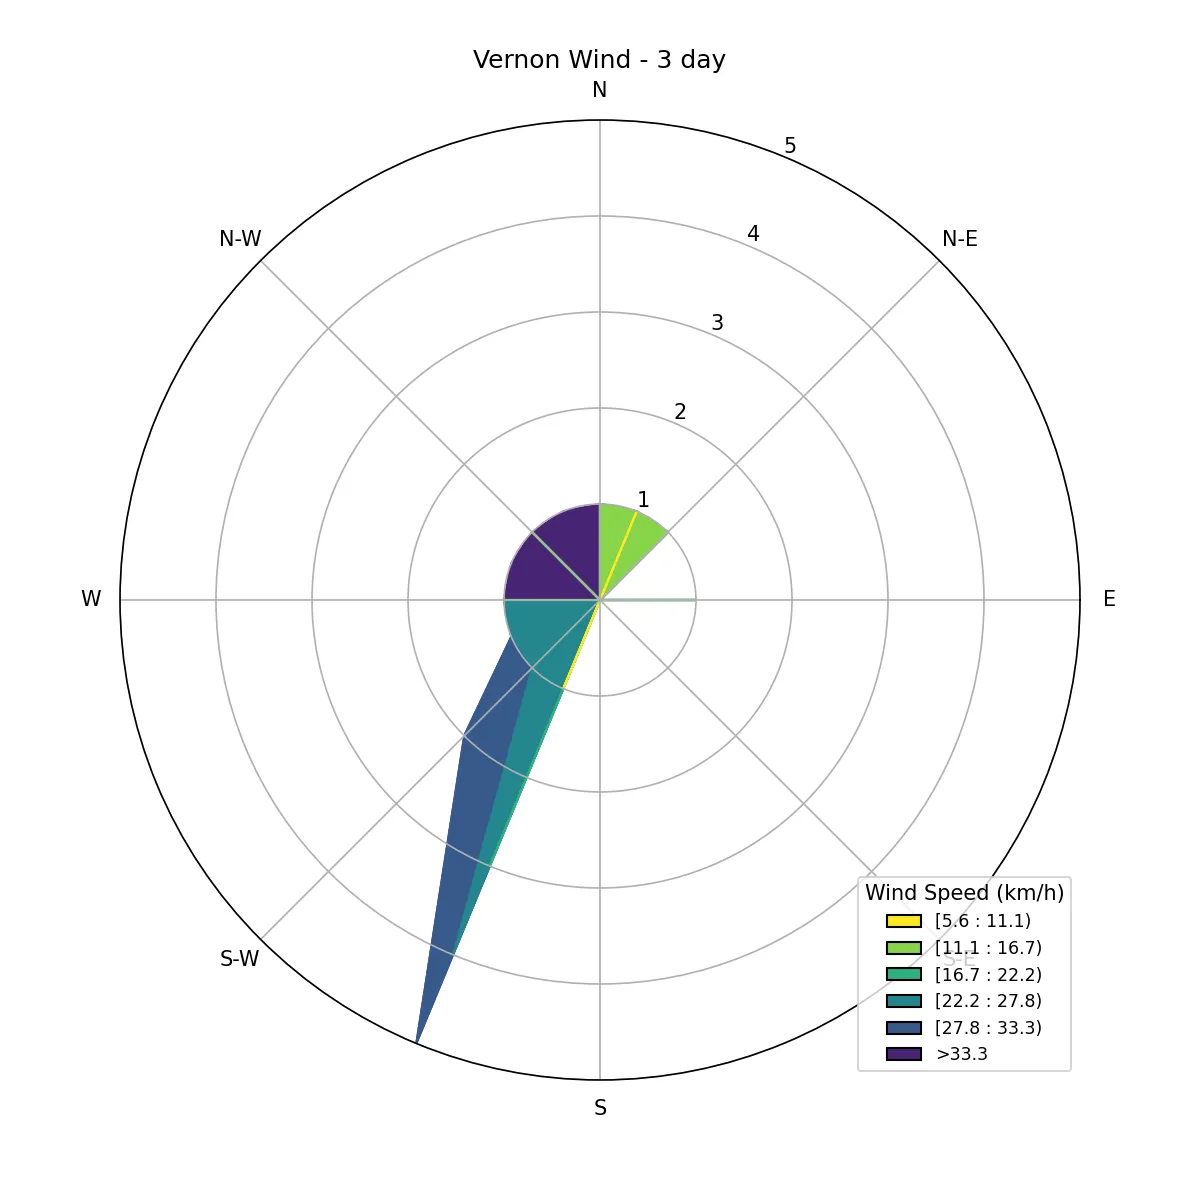 Vernon Wind - 3 day
N
5
N-W
N-E
4
3
2
1
W
E
S-W
S-E
S
Wind Speed (km/h)
[5.6 : 11.1)
[11.1 : 16.7)
[16.7 : 22.2)
[22.2 : 27.8)
[27.8 : 33.3)
>33.3